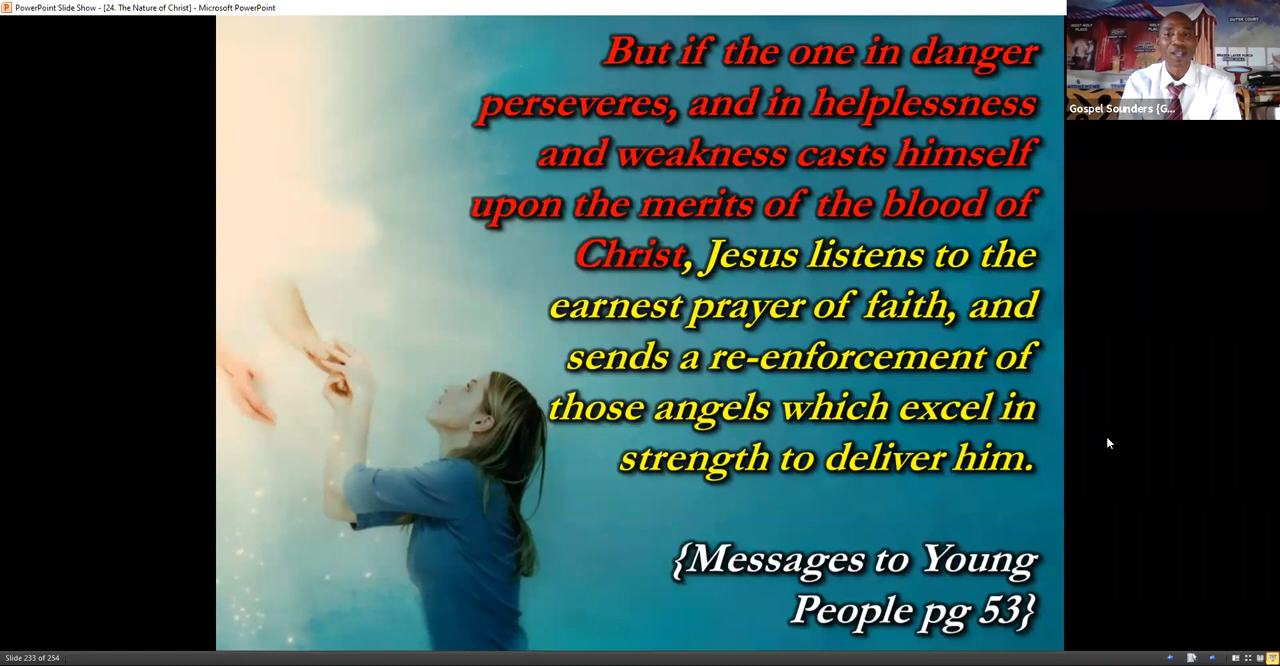 PowerPoint Slide Show - [24. The Nature of Christ] - Microsoft PowerPoint
But if the one in danger
perseveres, and in helplessness
and weakness casts himself
upon the merits of the blood of
Christ, Jesus listens to the
earnest prayer of faith, and
sends a re-enforcement of
those angels which excel in
strength to deliver him.
{Messages to Young
People pg 53}
OUTER COURT
Gospel Sounders {G...
Slide 233 of 254